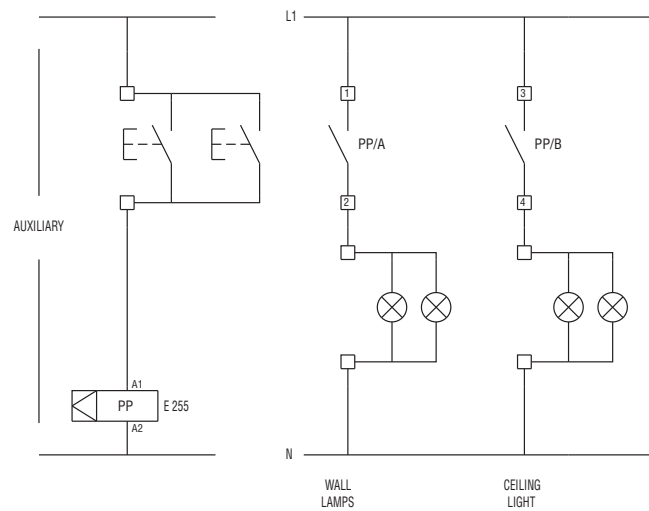 L1
1
3
PP/A
PP/B
2
4
AUXILIARY
A1
PP
E 255
A2
N
WALL
LAMPS
CEILING
LIGHT